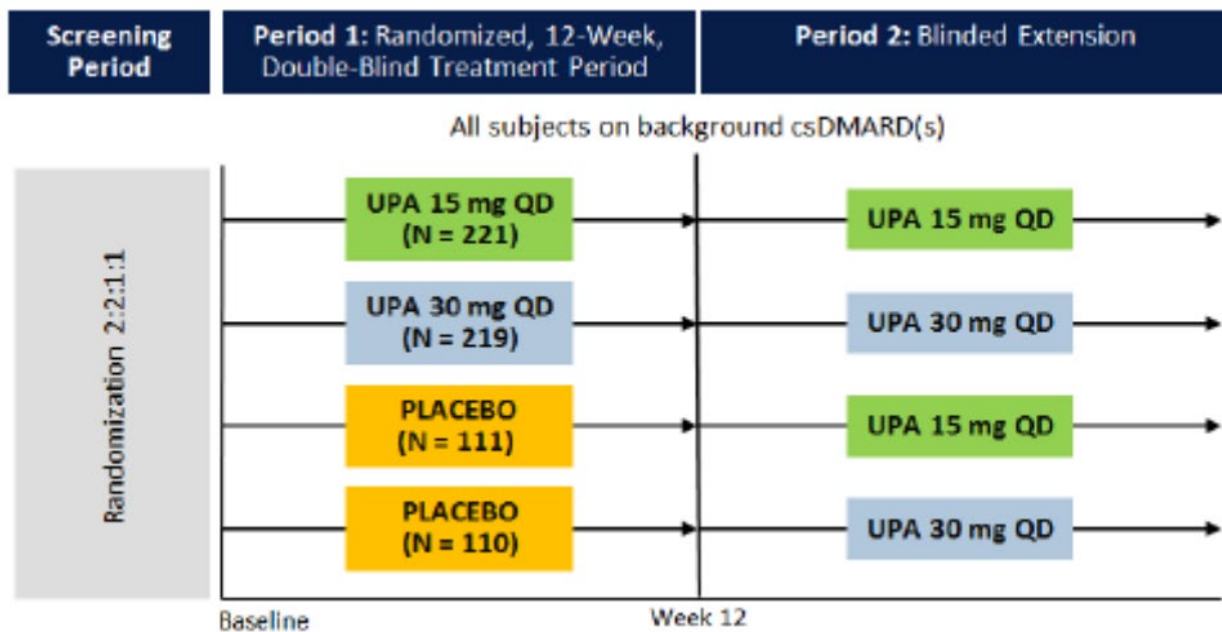 Screening
Period
Period 1: Randomized, 12-Week,
Double-Blind Treatment Period
Period 2: Blinded Extension
All subjects on background csDMARD(s)
Randomization 2:2:1:1
UPA 15 mg QD
(N = 221)
UPA 15 mg QD
UPA 30 mg QD
(N = 219)
UPA 30 mg QD
PLACEBO
(N = 111)
UPA 15 mg QD
PLACEBO
(N = 110)
UPA 30 mg QD
Baseline
Week 12